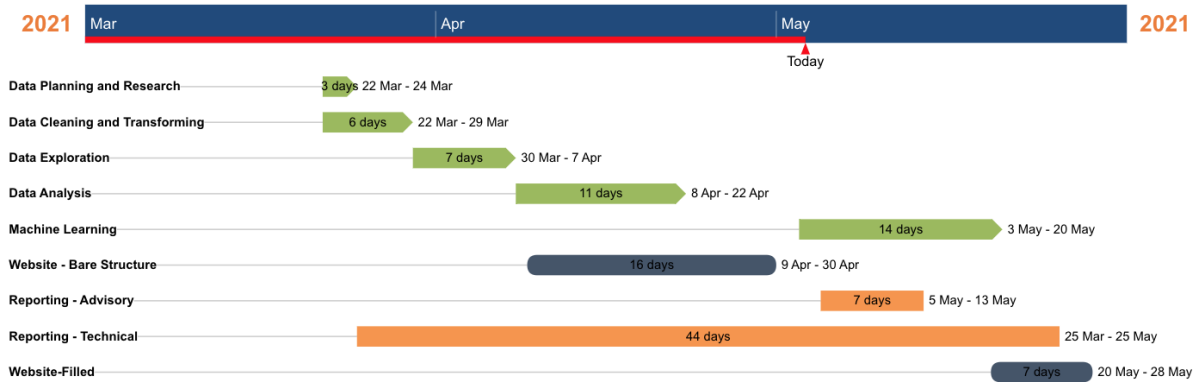 2021 Mar Apr May 2021
Today
Data Planning and Research 3 days 22 Mar - 24 Mar
Data Cleaning and Transforming 6 days 22 Mar - 29 Mar
Data Exploration 7 days 30 Mar - 7 Apr
Data Analysis 11 days 8 Apr - 22 Apr
Machine Learning 14 days 3 May - 20 May
Website - Bare Structure 16 days 9 Apr - 30 Apr
Reporting - Advisory 7 days 5 May - 13 May
Reporting - Technical 44 days 25 Mar - 25 May
Website-Filled 7 days 20 May - 28 May